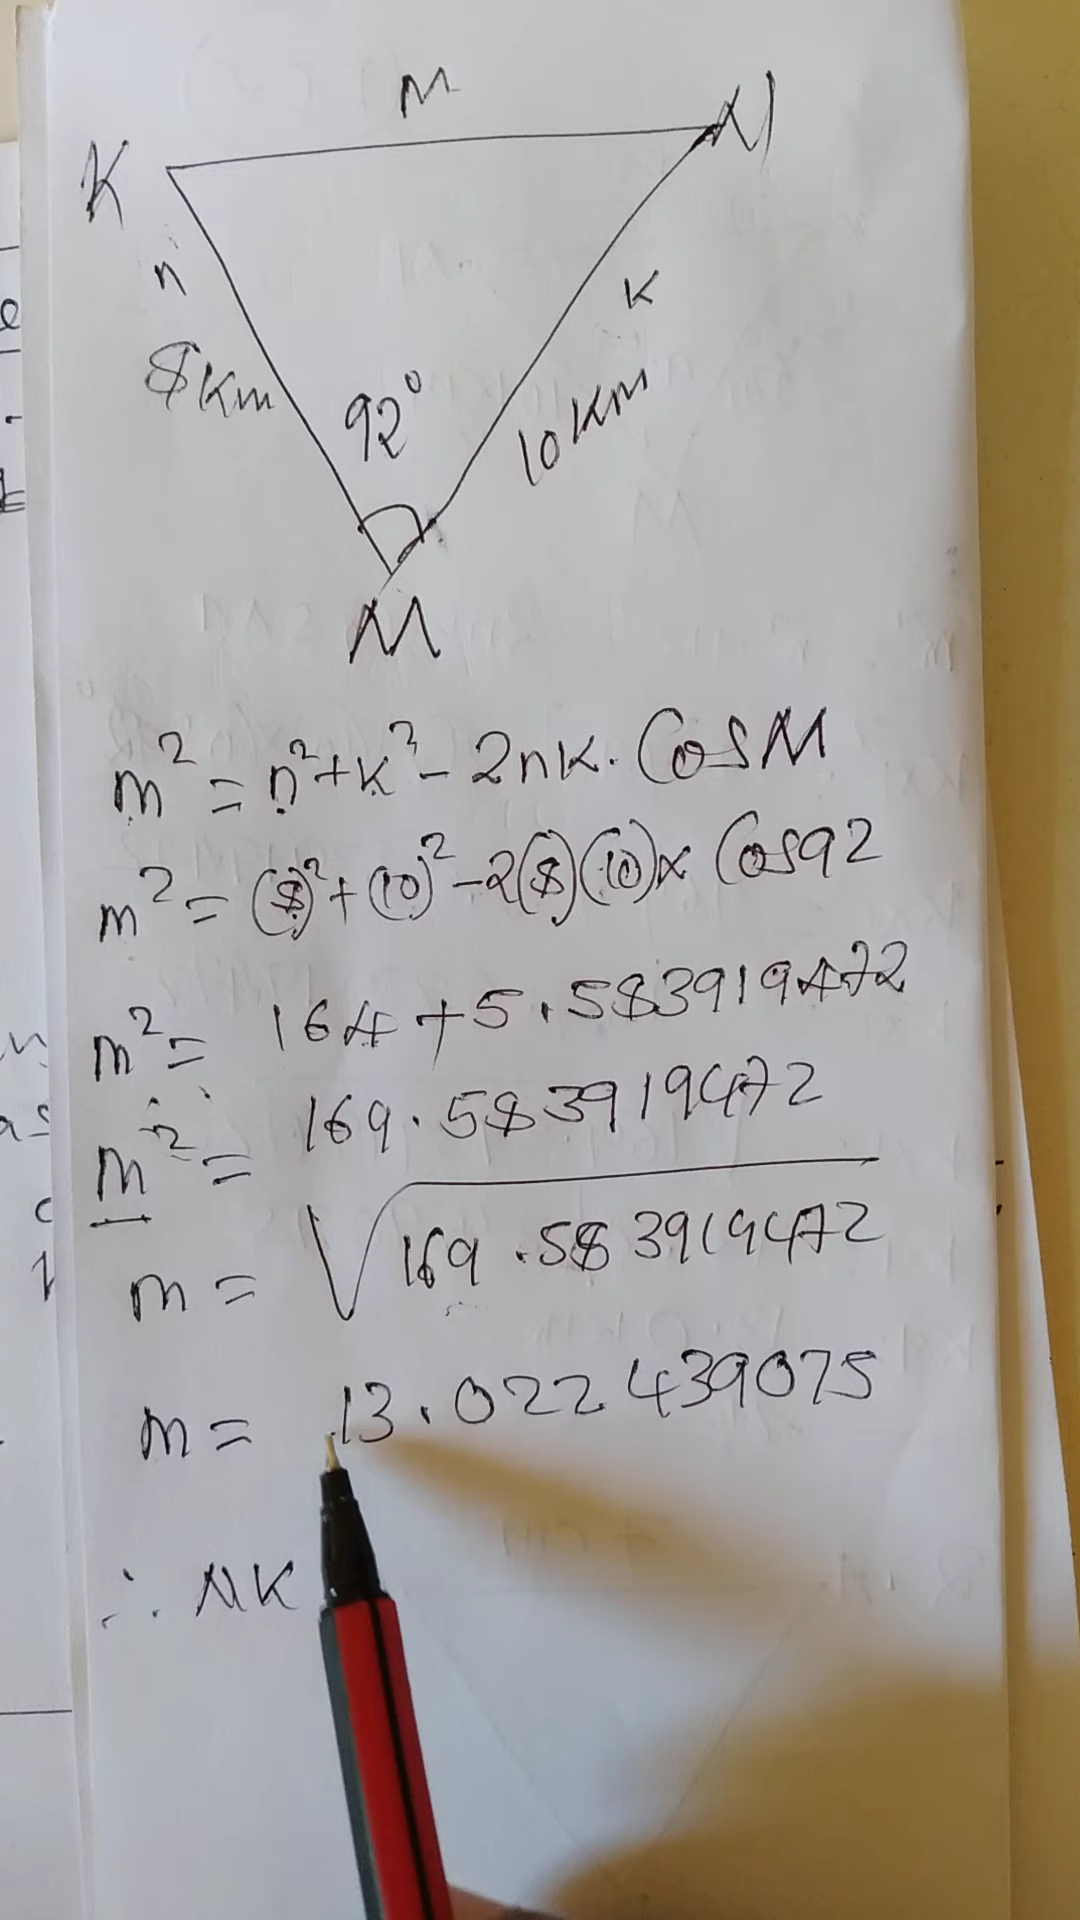 M
K
N
n
K
8Km
92°
10Km
M
m² = n² + k² - 2nk. Cos M
m² = (8)² + (10)² - 2(8)(10) x Cos92
m² = 164 + 5.583919472
m² = 169.583919472
m = √169.583919472
m = 13.022439075
∴ NK